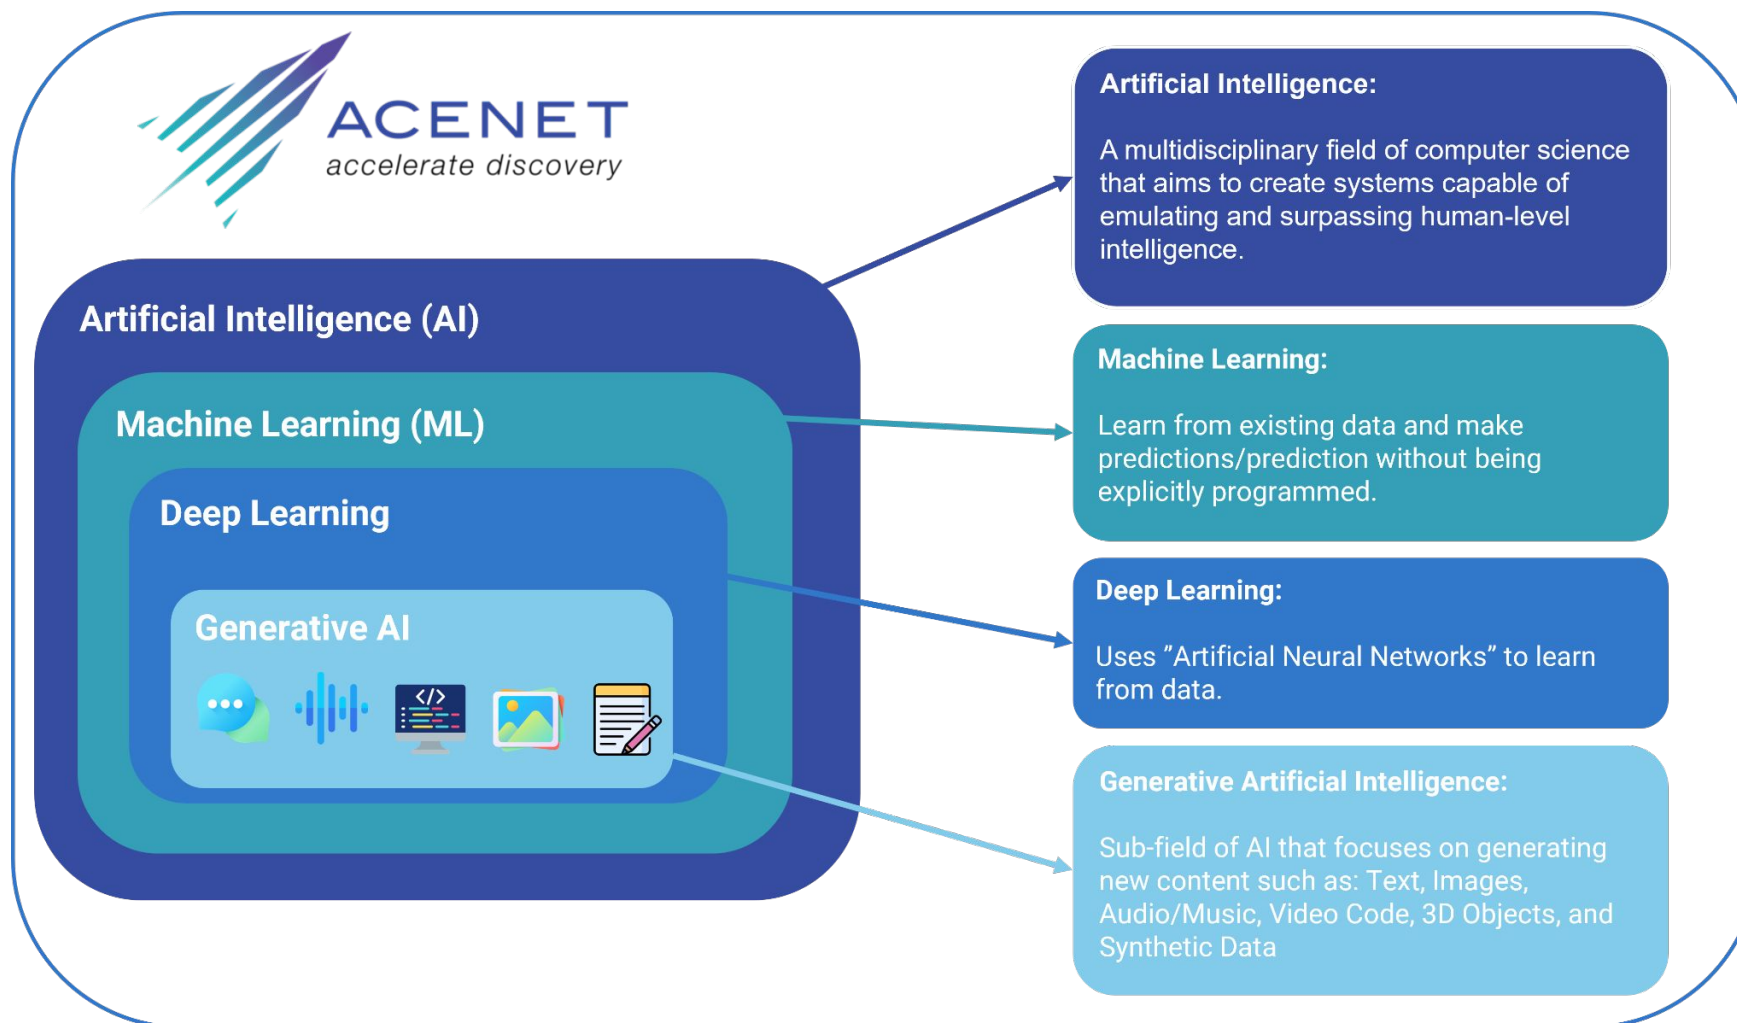 ACENET
accelerate discovery
Artificial Intelligence (AI)
Machine Learning (ML)
Deep Learning
Generative AI
</>
Artificial Intelligence:
A multidisciplinary field of computer science
that aims to create systems capable of
emulating and surpassing human-level
intelligence.
Machine Learning:
Learn from existing data and make
predictions/prediction without being
explicitly programmed.
Deep Learning:
Uses ”Artificial Neural Networks” to learn
from data.
Generative Artificial Intelligence:
Sub-field of AI that focuses on generating
new content such as: Text, Images,
Audio/Music, Video Code, 3D Objects, and
Synthetic Data